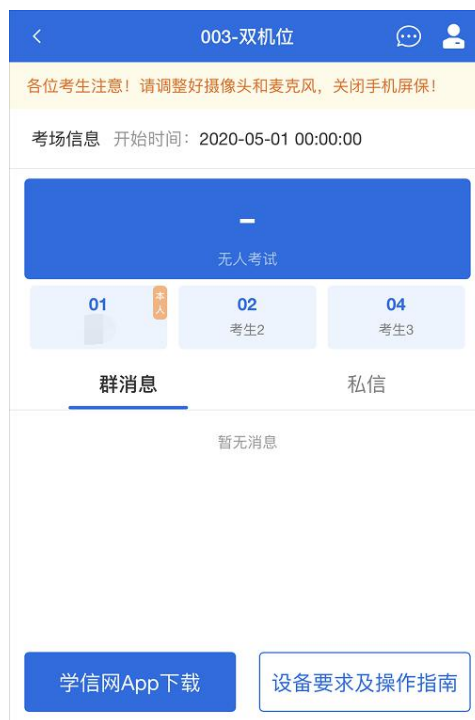 003-双机位
各位考生注意！请调整好摄像头和麦克风，关闭手机屏保！
考场信息 开始时间：2020-05-01 00:00:00
-
无人考试
01 本人 02 04
考生2 考生3
群消息 私信
暂无消息
学信网App下载 设备要求及操作指南